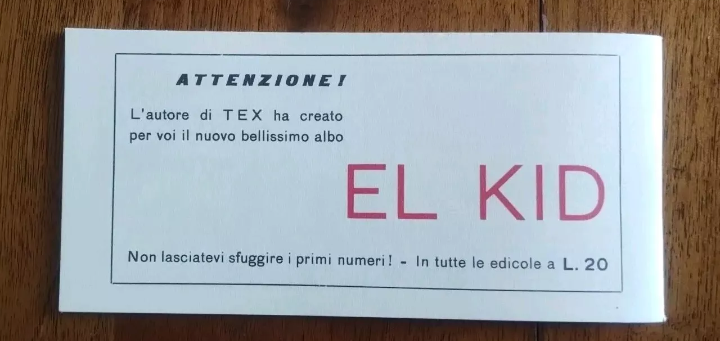 ATTENZIONE!
L'autore di TEX ha creato
per voi il nuovo bellissimo albo
EL KID
Non lasciatevi sfuggire i primi numeri! - In tutte le edicole a L. 20